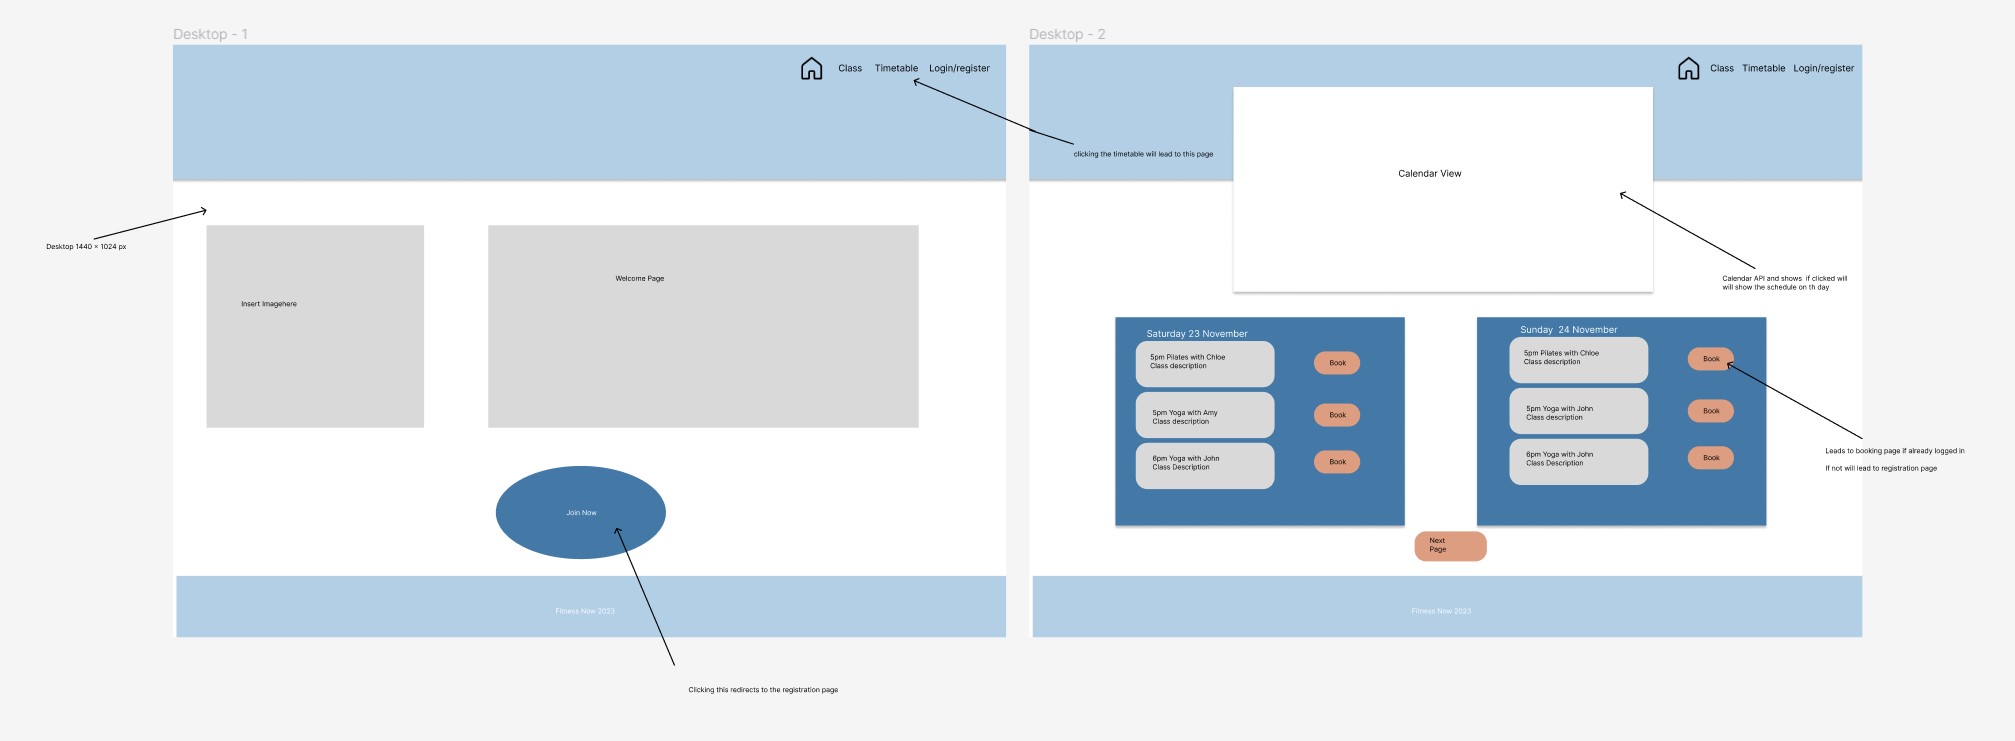 Desktop - 1
Class Timetable Login/register
Desktop 1440 × 1024 px
Insert Imagehere
Welcome Page
Join Now
Fitness Now 2023
Clicking this redirects to the registration page
Desktop - 2
Class Timetable Login/register
clicking the timetable will lead to this page
Calendar View
Calendar API and shows if clicked will
will show the schedule on th day
Saturday 23 November
5pm Pilates with Chloe
Class description
Book
5pm Yoga with Amy
Class description
Book
6pm Yoga with John
Class Description
Book
Sunday 24 November
5pm Pilates with Chloe
Class description
Book
5pm Yoga with John
Class description
Book
6pm Yoga with John
Class Description
Book
Leads to booking page if already logged in
If not will lead to registration page
Next
Page
Fitness Now 2023